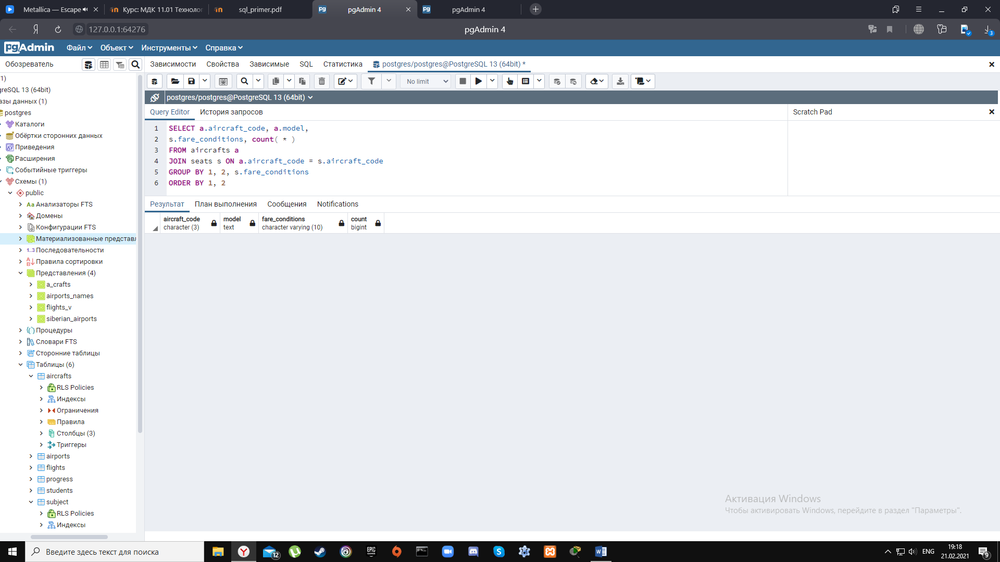 Metallica — Escape
Курс: МДК 11.01 Технолог
sql_primer.pdf
pgAdmin 4
pgAdmin 4
127.0.0.1:64276
pgAdmin 4
3
pgAdmin
Файл
Объект
Инструменты
Справка
Обозреватель
Зависимости
Свойства
Зависимые
SQL
Статистика
postgres/postgres@PostgreSQL 13 (64bit) *
No limit
postgres/postgres@PostgreSQL 13 (64bit)
Query Editor
История запросов
Scratch Pad
1 SELECT a.aircraft_code, a.model,
2 s.fare_conditions, count( * )
3 FROM aircrafts a
4 JOIN seats s ON a.aircraft_code = s.aircraft_code
5 GROUP BY 1, 2, s.fare_conditions
6 ORDER BY 1, 2
Результат
План выполнения
Сообщения
Notifications
aircraft_code
character (3)
model
text
fare_conditions
character varying (10)
count
bigint
1)
reSQL 13 (64bit)
азы данных (1)
postgres
Каталоги
Обёртки сторонних данных
Приведения
Расширения
Событийные триггеры
Схемы (1)
public
Aa Анализаторы FTS
Домены
Конфигурации FTS
Материализованные представл
1..3 Последовательности
Правила сортировки
Представления (4)
a_crafts
airports_names
flights_v
siberian_airports
Процедуры
Словари FTS
Сторонние таблицы
Таблицы (6)
aircrafts
RLS Policies
Индексы
Ограничения
Правила
Столбцы (3)
Триггеры
airports
flights
progress
students
subject
RLS Policies
Индексы
Активация Windows
Чтобы активировать Windows, перейдите в раздел "Параметры".
Введите здесь текст для поиска
12
EPIC
GAMES
ENG
19:18
21.02.2021
9